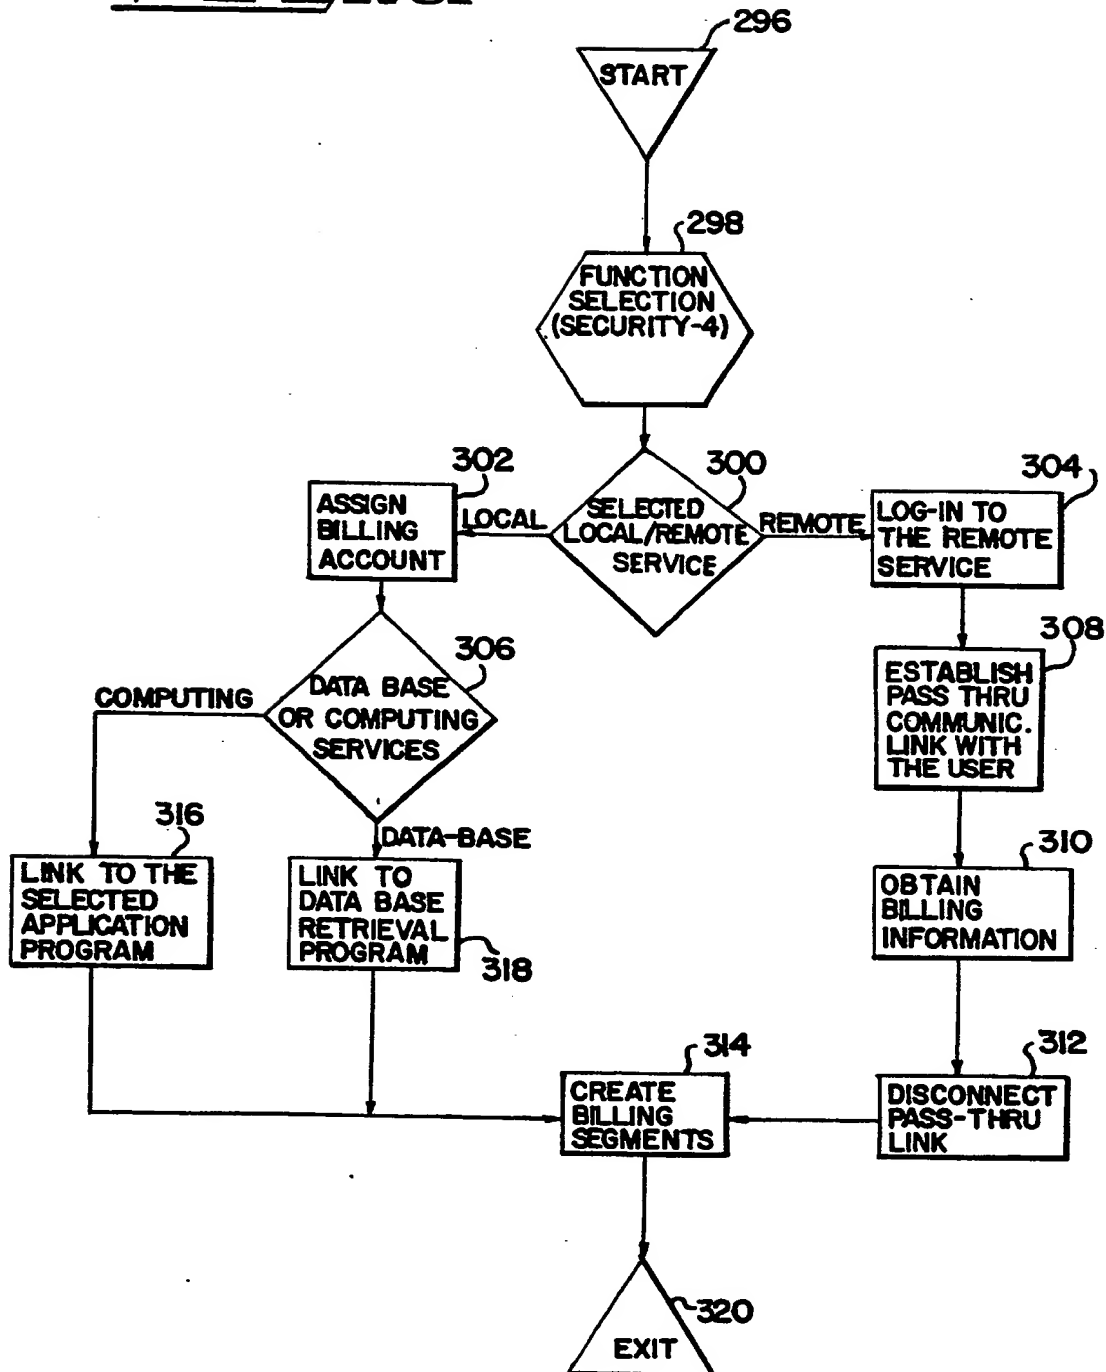 296
START
298
FUNCTION
SELECTION
(SECURITY-4)
302
ASSIGN
BILLING
ACCOUNT
LOCAL
300
SELECTED
LOCAL/REMOTE
SERVICE
REMOTE
304
LOG-IN TO
THE REMOTE
SERVICE
306
DATA BASE
OR COMPUTING
SERVICES
COMPUTING
308
ESTABLISH
PASS THRU
COMMUNIC.
LINK WITH
THE USER
316
LINK TO THE
SELECTED
APPLICATION
PROGRAM
DATA-BASE
LINK TO
DATA BASE
RETRIEVAL
PROGRAM
318
310
OBTAIN
BILLING
INFORMATION
314
CREATE
BILLING
SEGMENTS
312
DISCONNECT
PASS-THRU
LINK
320
EXIT